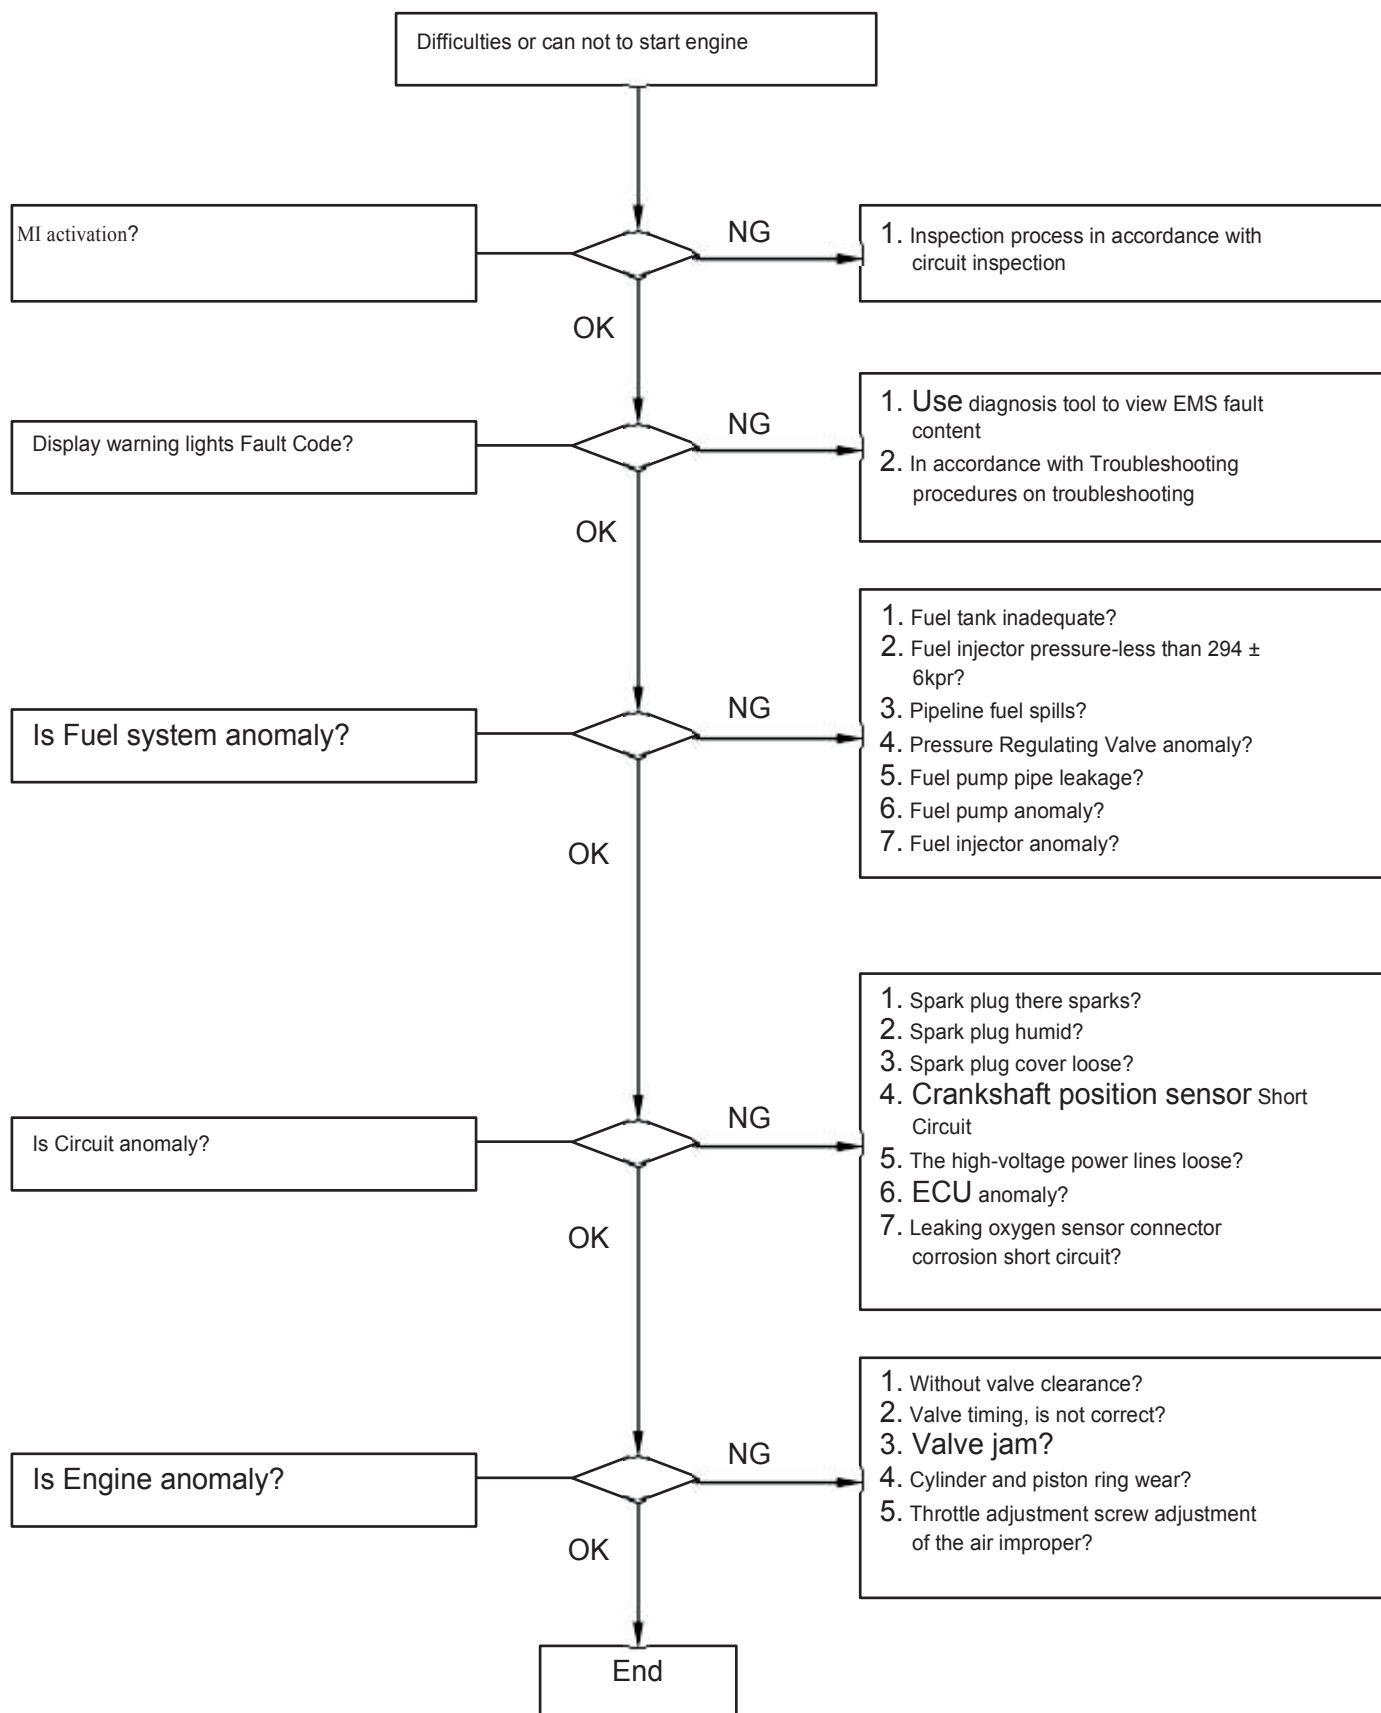 Difficulties or can not to start engine
MI activation?
NG
1. Inspection process in accordance with
circuit inspection
OK
Display warning lights Fault Code?
NG
1. Use diagnosis tool to view EMS fault
content
2. In accordance with Troubleshooting
procedures on troubleshooting
OK
Is Fuel system anomaly?
NG
1. Fuel tank inadequate?
2. Fuel injector pressure-less than 294 ±
6kpr?
3. Pipeline fuel spills?
4. Pressure Regulating Valve anomaly?
5. Fuel pump pipe leakage?
6. Fuel pump anomaly?
7. Fuel injector anomaly?
OK
Is Circuit anomaly?
NG
1. Spark plug there sparks?
2. Spark plug humid?
3. Spark plug cover loose?
4. Crankshaft position sensor Short
Circuit
5. The high-voltage power lines loose?
6. ECU anomaly?
7. Leaking oxygen sensor connector
corrosion short circuit?
OK
Is Engine anomaly?
NG
1. Without valve clearance?
2. Valve timing, is not correct?
3. Valve jam?
4. Cylinder and piston ring wear?
5. Throttle adjustment screw adjustment
of the air improper?
OK
End